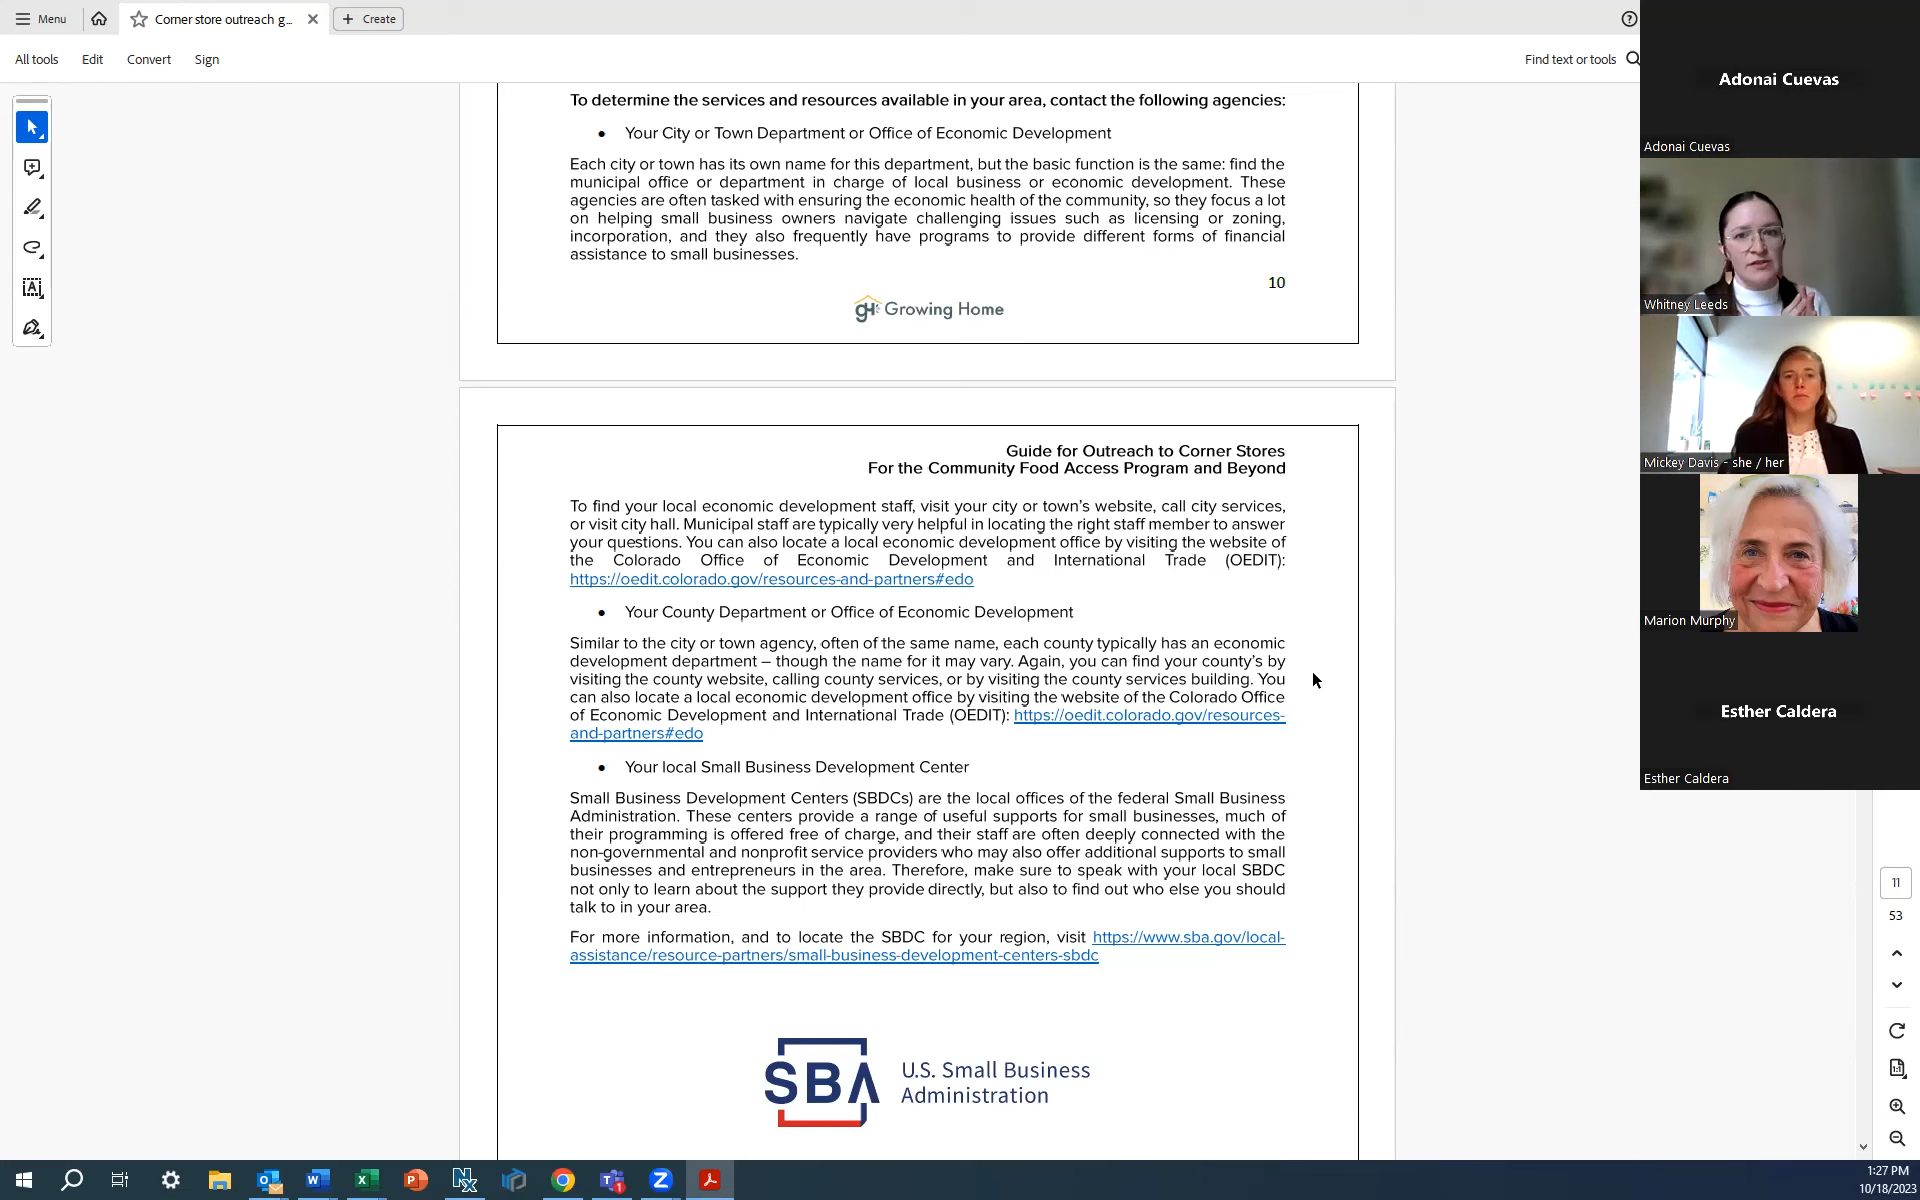 Menu
Corner store outreach g...
Create
All tools
Edit
Convert
Sign
Find text or tools
To determine the services and resources available in your area, contact the following agencies:
• Your City or Town Department or Office of Economic Development
Each city or town has its own name for this department, but the basic function is the same: find the
municipal office or department in charge of local business or economic development. These
agencies are often tasked with ensuring the economic health of the community, so they focus a lot
on helping small business owners navigate challenging issues such as licensing or zoning,
incorporation, and they also frequently have programs to provide different forms of financial
assistance to small businesses.
10
gH Growing Home
Guide for Outreach to Corner Stores
For the Community Food Access Program and Beyond
To find your local economic development staff, visit your city or town's website, call city services,
or visit city hall. Municipal staff are typically very helpful in locating the right staff member to answer
your questions. You can also locate a local economic development office by visiting the website of
the Colorado Office of Economic Development and International Trade (OEDIT):
https://oedit.colorado.gov/resources-and-partners#edo
• Your County Department or Office of Economic Development
Similar to the city or town agency, often of the same name, each county typically has an economic
development department – though the name for it may vary. Again, you can find your county's by
visiting the county website, calling county services, or by visiting the county services building. You
can also locate a local economic development office by visiting the website of the Colorado Office
of Economic Development and International Trade (OEDIT): https://oedit.colorado.gov/resources-
and-partners#edo
• Your local Small Business Development Center
Small Business Development Centers (SBDCs) are the local offices of the federal Small Business
Administration. These centers provide a range of useful supports for small businesses, much of
their programming is offered free of charge, and their staff are often deeply connected with the
non-governmental and nonprofit service providers who may also offer additional supports to small
businesses and entrepreneurs in the area. Therefore, make sure to speak with your local SBDC
not only to learn about the support they provide directly, but also to find out who else you should
talk to in your area.
For more information, and to locate the SBDC for your region, visit https://www.sba.gov/local-
assistance/resource-partners/small-business-development-centers-sbdc
SBA
U.S. Small Business
Administration
Adonai Cuevas
Adonai Cuevas
Whitney Leeds
Mickey Davis - she / her
Marion Murphy
Esther Caldera
Esther Caldera
11
53
1:27 PM
10/18/2023